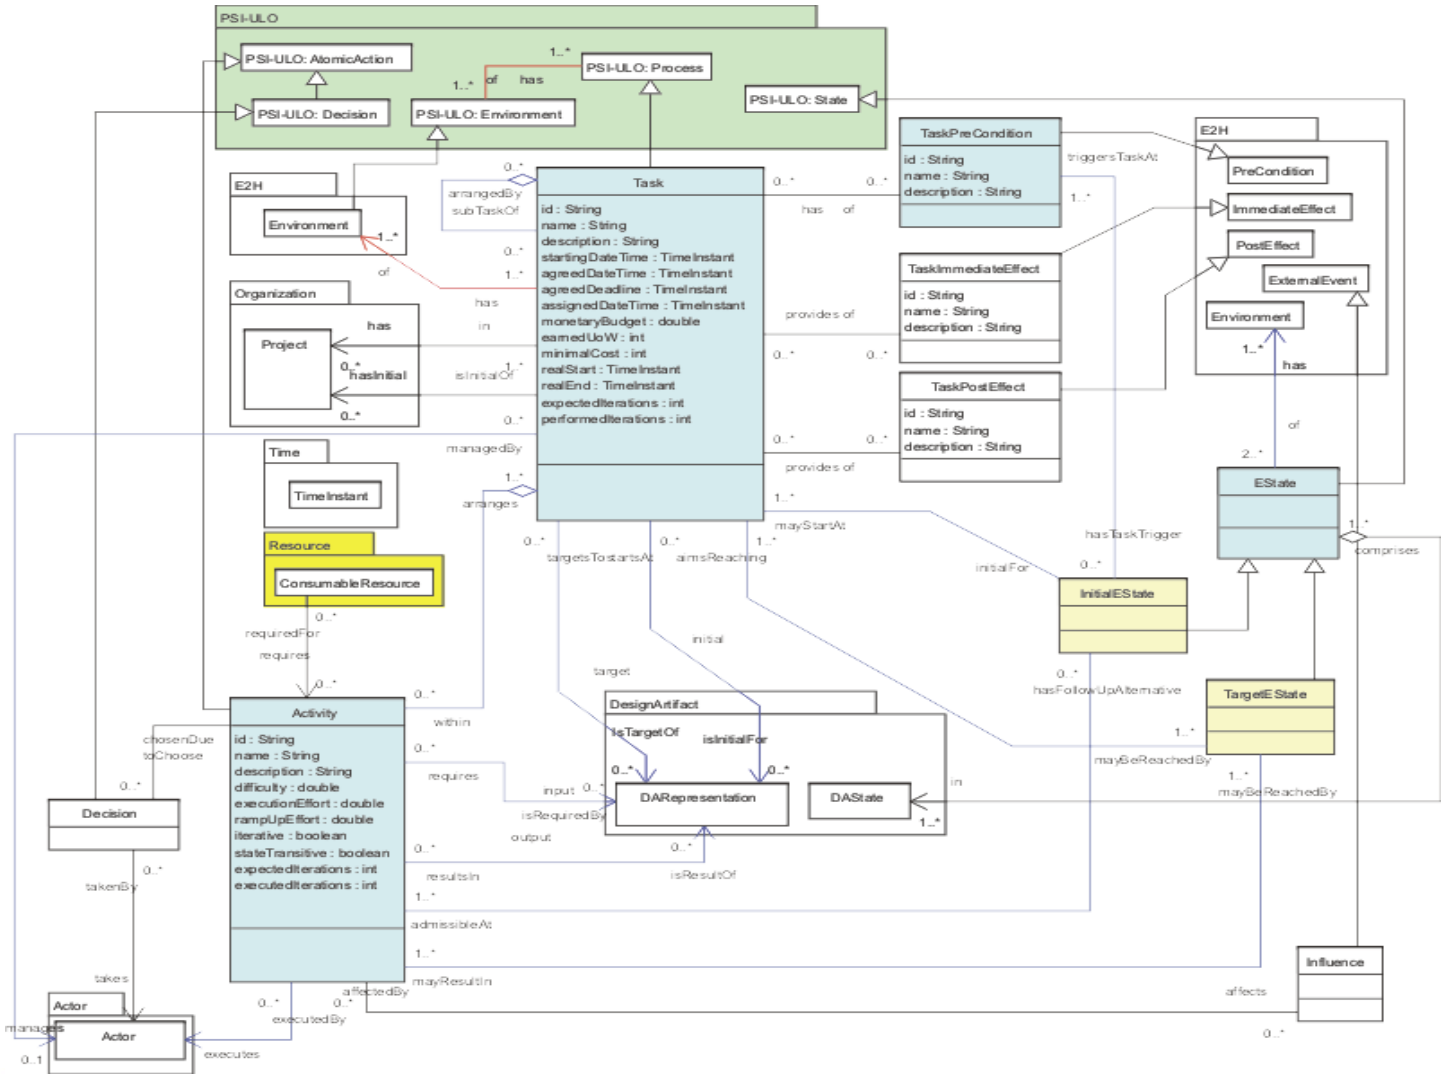 PSI-ULO
PSI-ULO: AtomicAction
1..*
PSI-ULO: Process
of has
1..*
PSI-ULO: Decision
PSI-ULO: Environment
PSI-ULO: State
E2H
Environment
1..*
of
0..*
arrangedBy
subTaskOf
0..*
1..*
has
in
Organization
Project
has
0..*
hasInitial
0..*
1..*
isInitialOf
0..*
managedBy
1..*
arranges
Task
id : String
name : String
description : String
startingDateTime : TimeInstant
agreedDateTime : TimeInstant
agreedDeadline : TimeInstant
assignedDateTime : TimeInstant
monetaryBudget : double
earnedUoW : int
minimalCost : int
realStart : TimeInstant
realEnd : TimeInstant
expectedIterations : int
performedIterations : int
0..*
0..*
has of
provides of
0..*
0..*
0..*
0..*
provides of
1..*
mayStartAt
TaskPreCondition
id : String
name : String
description : String
TaskImmediateEffect
id : String
name : String
description : String
TaskPostEffect
id : String
name : String
description : String
triggersTaskAt
1..*
E2H
PreCondition
ImmediateEffect
PostEffect
ExternalEvent
Environment
1..*
has
of
2..*
EState
1..*
comprises
hasTaskTrigger
0..*
initialFor
InitialEState
0..*
hasFollowUpAlternative
TargetEState
1..*
mayBeReachedBy
1..*
mayBeReachedBy
Time
TimeInstant
Resource
ConsumableResource
0..*
requiredFor
requires
0..*
0..*
targetsTo
startsAt
0..*
aimsReaching
1..*
initial
target
DesignArtifact
IsTargetOf
isInitialFor
0..*
0..*
DARepresentation
DAState
1..*
in
Activity
id : String
name : String
description : String
difficulty : double
executionEffort : double
rampUpEffort : double
iterative : boolean
stateTransitive : boolean
expectedIterations : int
executedIterations : int
0..*
within
0..*
requires
input
0..*
isRequiredBy
output
0..*
resultsIn
0..*
isResultOf
1..*
admissibleAt
1..*
mayResultIn
chosenDue
toChoose
0..*
Decision
0..*
takenBy
takes
Actor
Actor
manages
0..1
0..*
executedBy
executes
affectedBy
0..*
Influence
affects
0..*